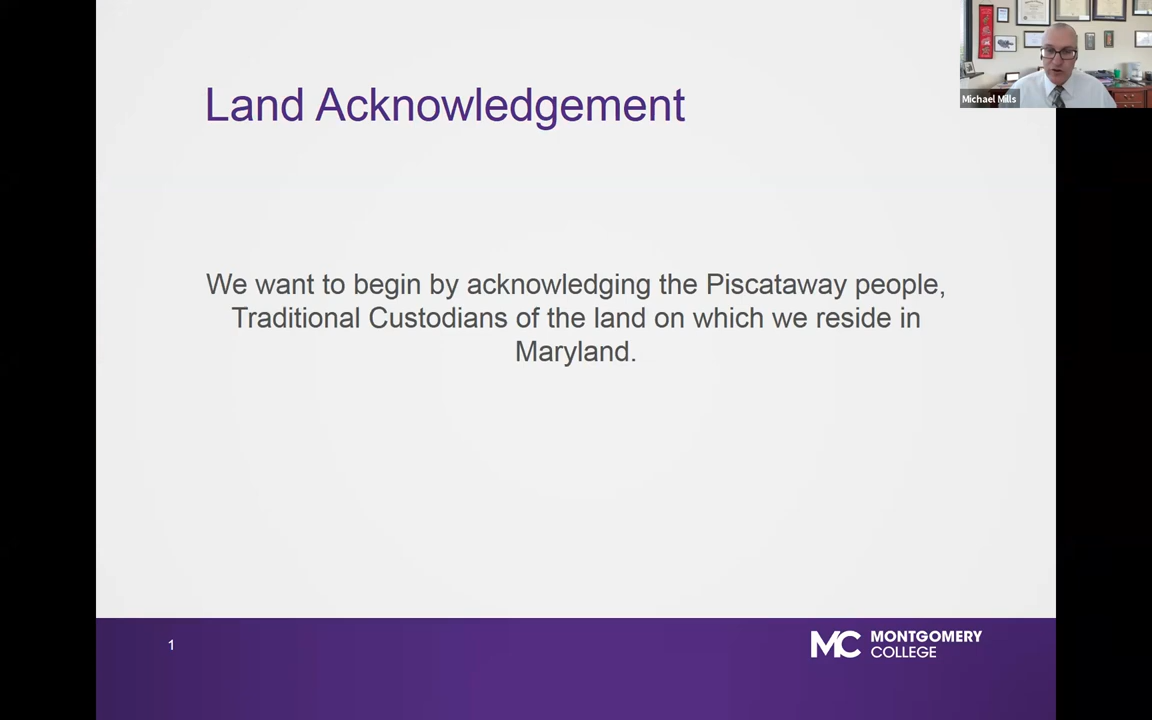 Land Acknowledgement
Michael Mills
We want to begin by acknowledging the Piscataway people,
Traditional Custodians of the land on which we reside in
Maryland.
1
MC MONTGOMERY
COLLEGE